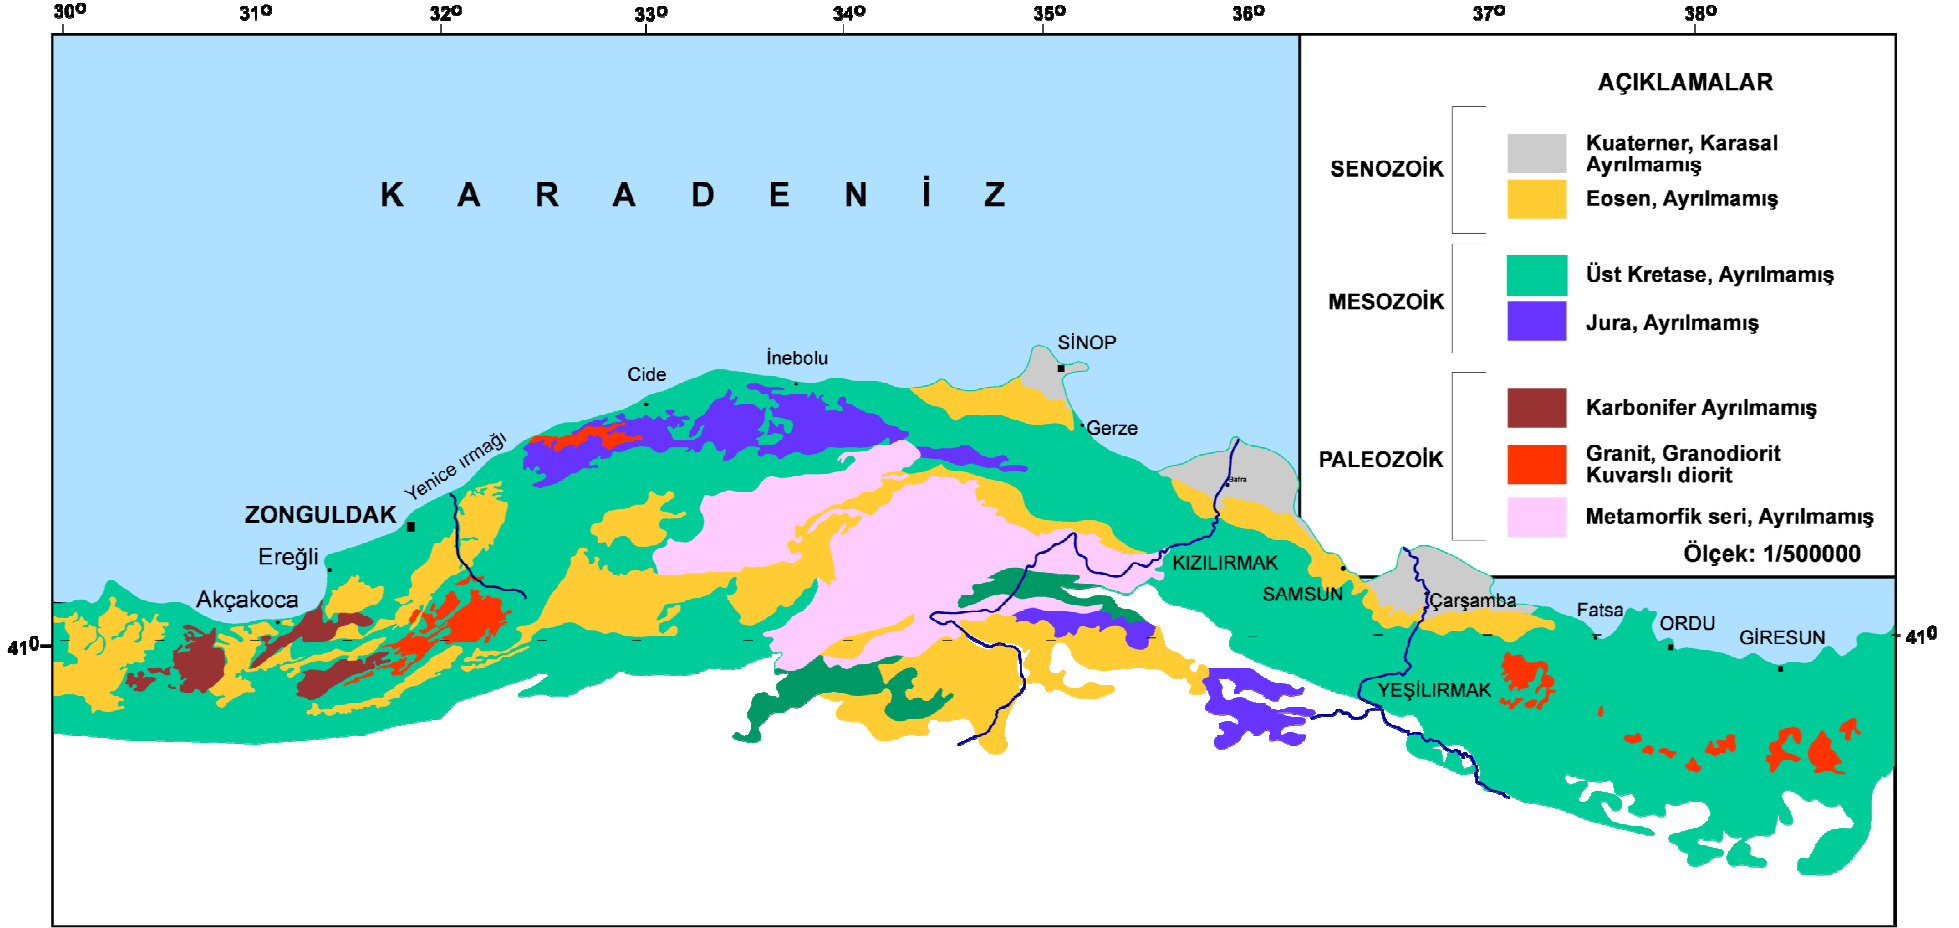 30⁰ 31⁰ 32⁰ 33⁰ 34⁰ 35⁰ 36⁰ 37⁰ 38⁰
AÇIKLAMALAR
SENOZOİK
Kuaterner, Karasal
Ayrılmamış
Eosen, Ayrılmamış
MESOZOİK
Üst Kretase, Ayrılmamış
Jura, Ayrılmamış
PALEOZOİK
Karbonifer Ayrılmamış
Granit, Granodiorit
Kuvarslı diorit
Metamorfik seri, Ayrılmamış
Ölçek: 1/500000
K A R A D E N İ Z
SİNOP
İnebolu
Cide
Gerze
Yenice ırmağı
Bafra
ZONGULDAK
Ereğli
KIZILIRMAK
SAMSUN
Akçakoca
Çarşamba
Fatsa
ORDU
GİRESUN
41⁰
41⁰
YEŞİLIRMAK